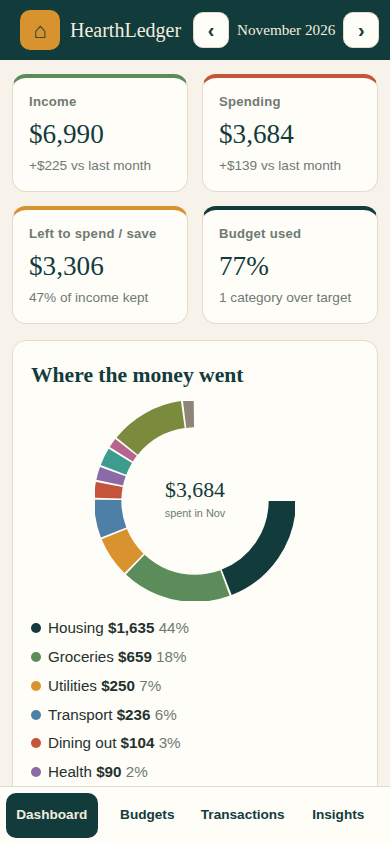 HearthLedger
November 2026
Income
$6,990
+$225 vs last month
Spending
$3,684
+$139 vs last month
Left to spend / save
$3,306
47% of income kept
Budget used
77%
1 category over target
Where the money went
$3,684
spent in Nov
Housing $1,635 44%
Groceries $659 18%
Utilities $250 7%
Transport $236 6%
Dining out $104 3%
Health $90 2%
Dashboard
Budgets
Transactions
Insights